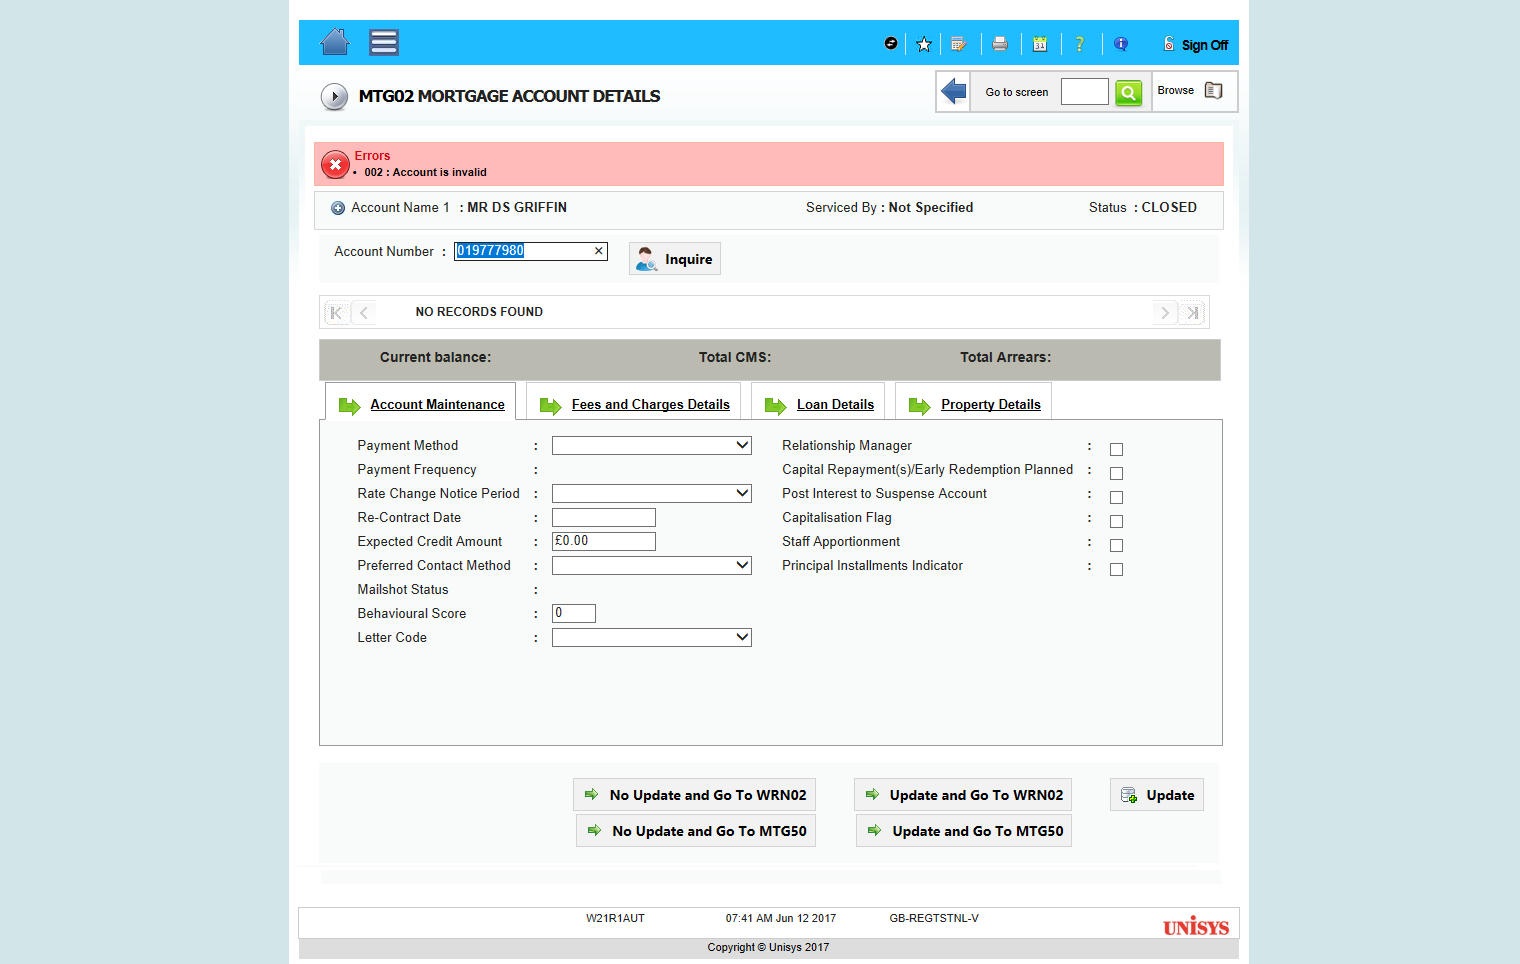 Sign Off
MTG02 MORTGAGE ACCOUNT DETAILS
Go to screen
Browse
Errors
• 002 : Account is invalid
Account Name 1 : MR DS GRIFFIN Serviced By : Not Specified Status : CLOSED
Account Number : 019777980 × Inquire
NO RECORDS FOUND
Current balance: Total CMS: Total Arrears:
Account Maintenance Fees and Charges Details Loan Details Property Details
Payment Method : Relationship Manager :
Payment Frequency : Capital Repayment(s)/Early Redemption Planned :
Rate Change Notice Period : Post Interest to Suspense Account :
Re-Contract Date : Capitalisation Flag :
Expected Credit Amount : £0.00 Staff Apportionment :
Preferred Contact Method : Principal Installments Indicator :
Mailshot Status :
Behavioural Score : 0
Letter Code :
No Update and Go To WRN02 Update and Go To WRN02 Update
No Update and Go To MTG50 Update and Go To MTG50
W21R1AUT 07:41 AM Jun 12 2017 GB-REGTSTNL-V UNISYS
Copyright © Unisys 2017